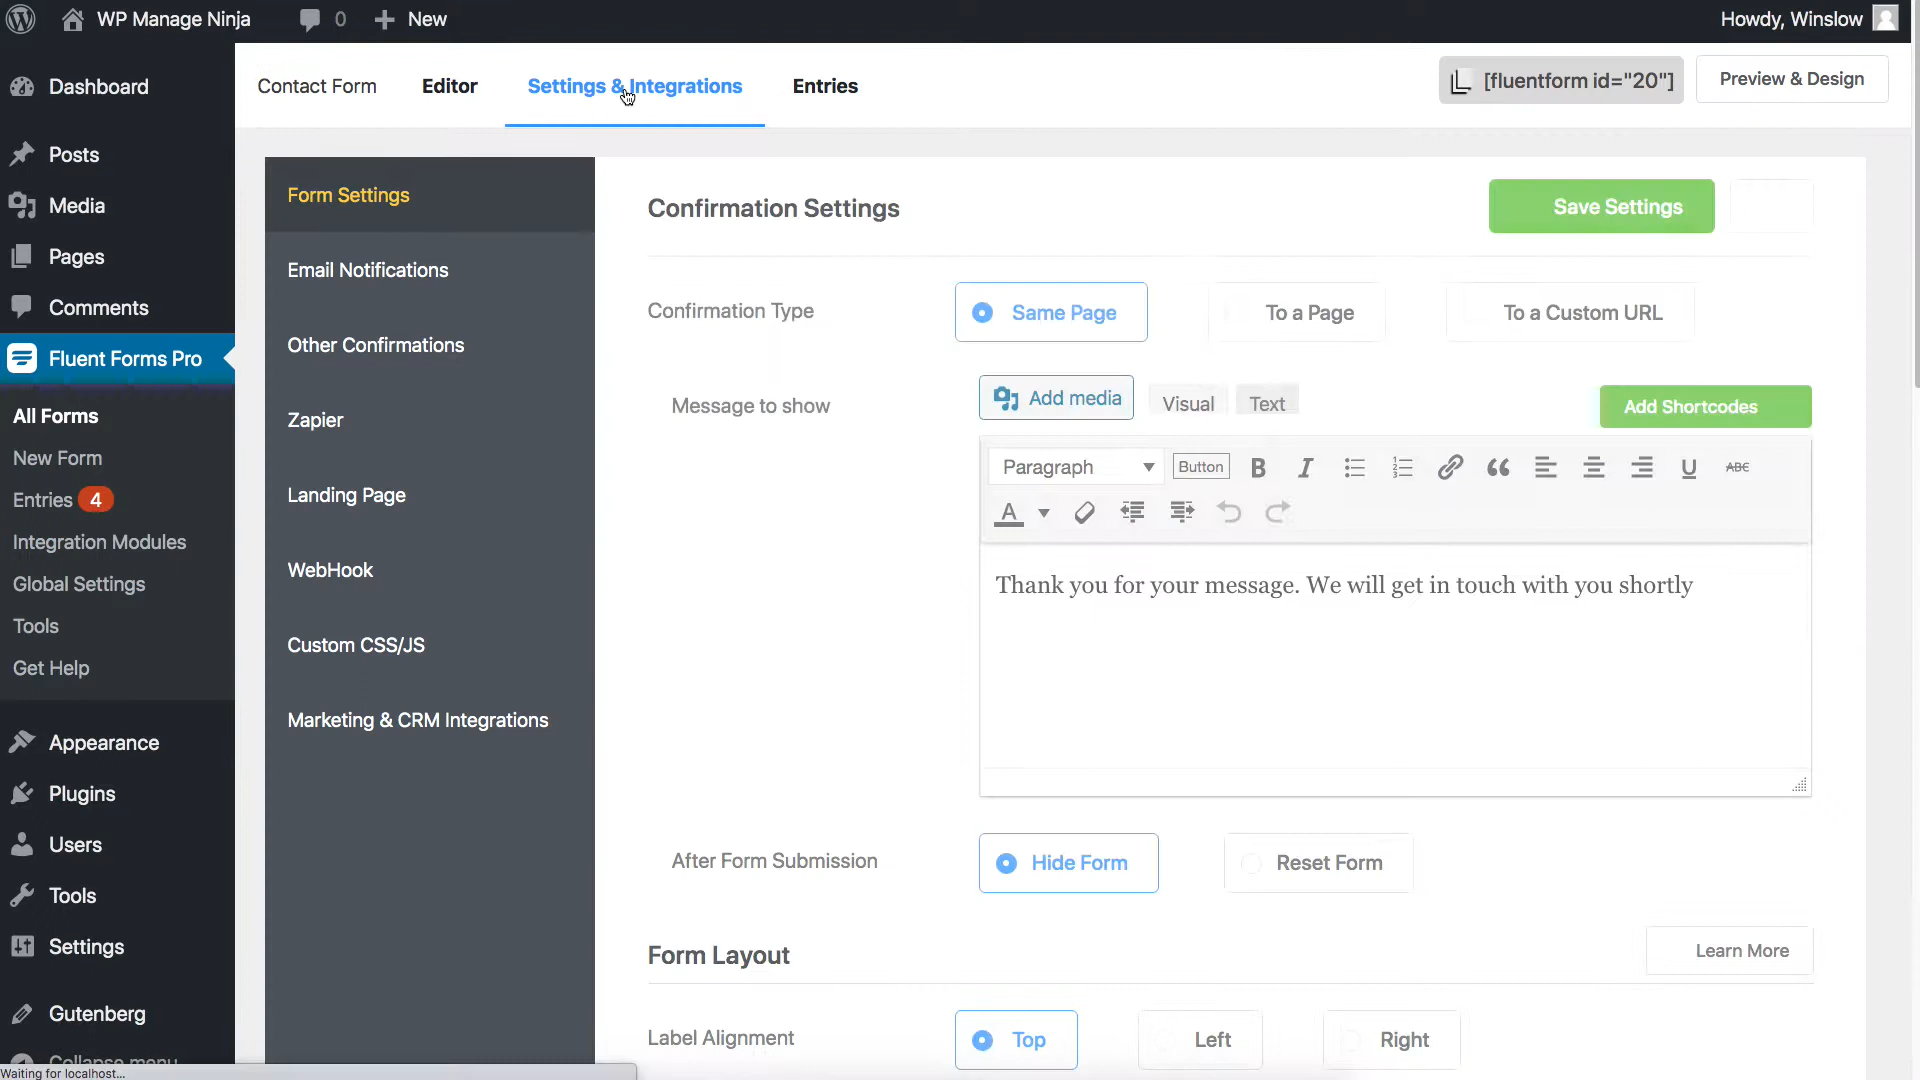 WP Manage Ninja
0
New
Howdy, Winslow
Dashboard
Posts
Media
Pages
Comments
Fluent Forms Pro
All Forms
New Form
Entries 4
Integration Modules
Global Settings
Tools
Get Help
Appearance
Plugins
Users
Tools
Settings
Gutenberg
Collapse menu
Waiting for localhost...
Contact Form
Editor
Settings & Integrations
Entries
[fluentform id="20"]
Preview & Design
Form Settings
Email Notifications
Other Confirmations
Zapier
Landing Page
WebHook
Custom CSS/JS
Marketing & CRM Integrations
Confirmation Settings
Save Settings
Confirmation Type
Same Page
To a Page
To a Custom URL
Message to show
Add media
Visual
Text
Add Shortcodes
Paragraph
Button
B
I
ABC
A
Thank you for your message. We will get in touch with you shortly
After Form Submission
Hide Form
Reset Form
Form Layout
Learn More
Label Alignment
Top
Left
Right